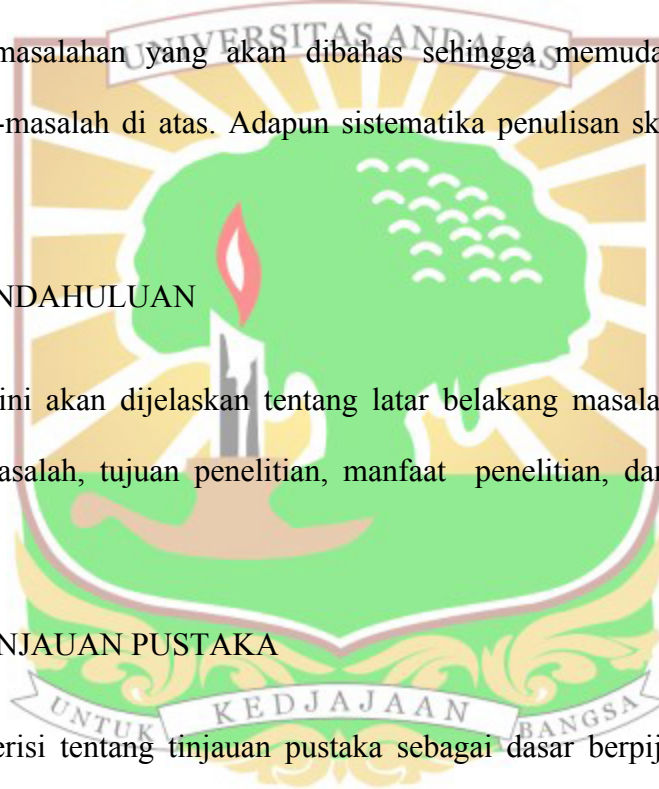 UNIVERSITAS ANDALAS
masalahan yang akan dibahas sehingga memuda
-masalah di atas. Adapun sistematika penulisan sk
NDAHULUAN
ini akan dijelaskan tentang latar belakang masala
asalah, tujuan penelitian, manfaat penelitian, dar
NJAUAN PUSTAKA
UNTUK KEDJAJAAN BANGSA
erisi tentang tinjauan pustaka sebagai dasar berpij